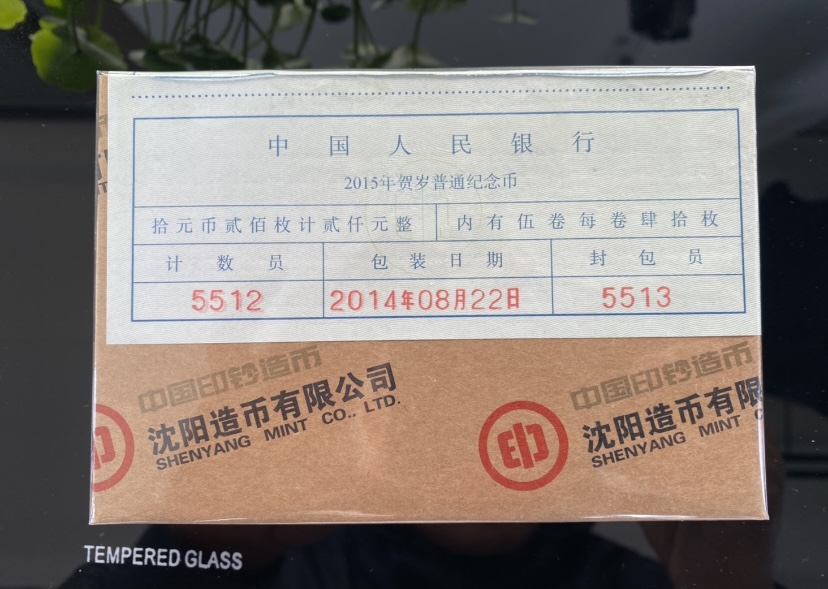 中国人民银行
2015年贺岁普通纪念币
拾元币贰佰枚计贰仟元整 内有伍卷每卷肆拾枚
计数员 包装日期 封包员
5512 2014年08月22日 5513
中国印钞造币
沈阳造币有限公司
SHENYANG MINT CO., LTD.
中国印钞造币
沈阳造币有限
SHENYANG MINT C
TEMPERED GLASS